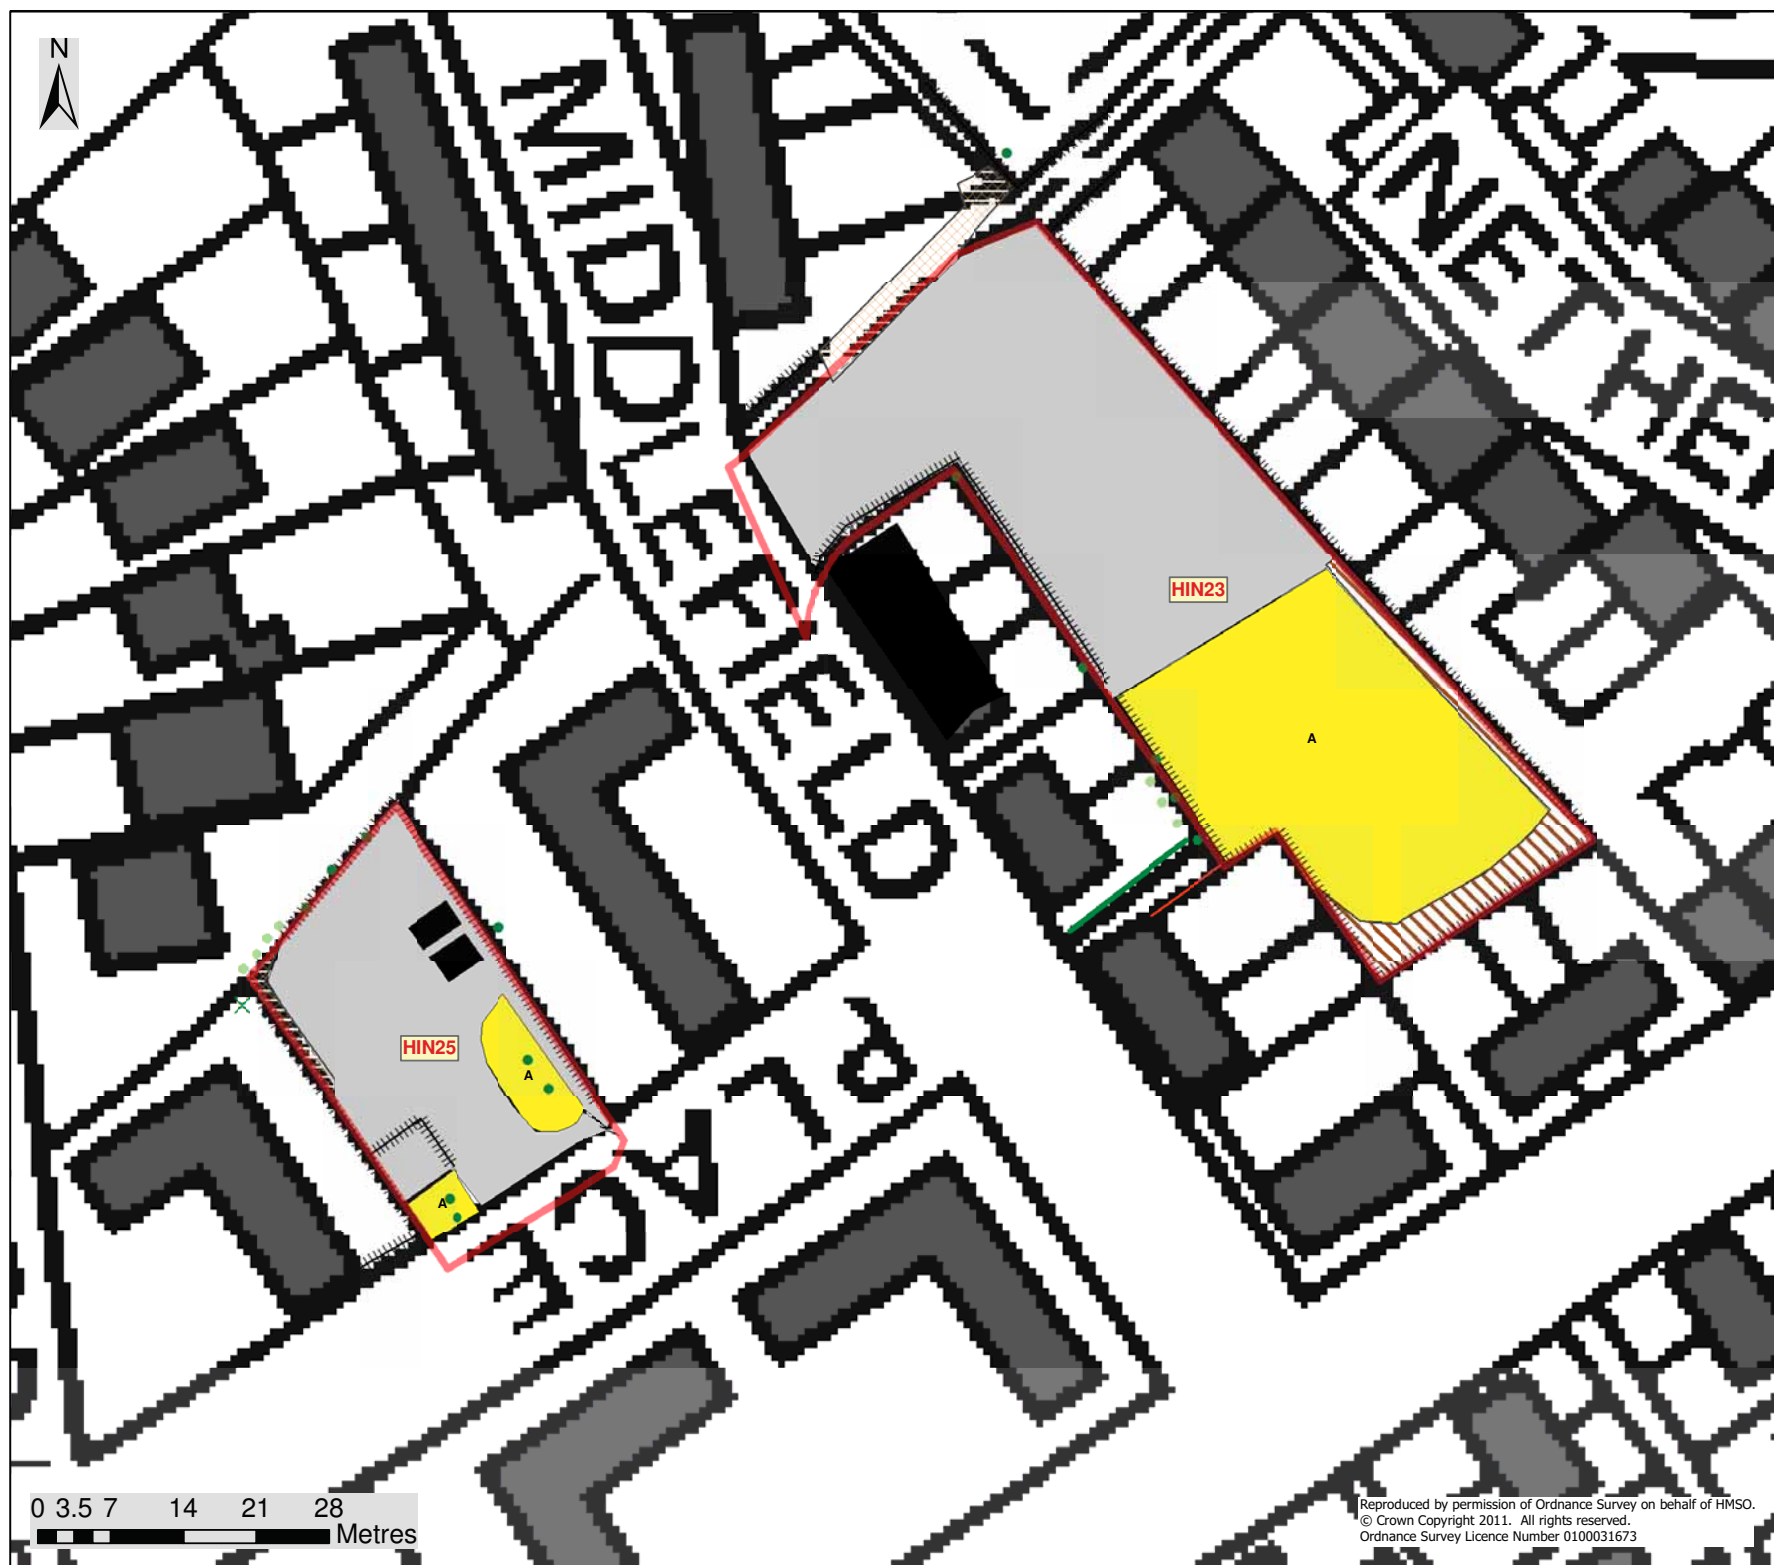 N
MIDDLEFIELD
NETHE
HIN23
A
HIN25
A
A
PLACE
0 3.5 7 14 21 28
Metres
Reproduced by permission of Ordnance Survey on behalf of HMSO.
© Crown Copyright 2011. All rights reserved.
Ordnance Survey Licence Number 0100031673